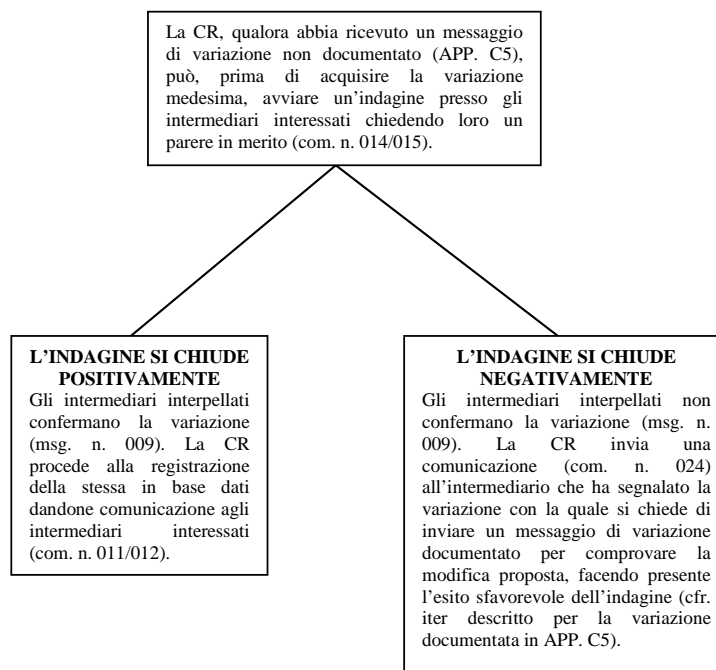 La CR, qualora abbia ricevuto un messaggio
di variazione non documentato (APP. C5),
può, prima di acquisire la variazione
medesima, avviare un’indagine presso gli
intermediari interessati chiedendo loro un
parere in merito (com. n. 014/015).
L’INDAGINE SI CHIUDE
POSITIVAMENTE
Gli intermediari interpellati
confermano la variazione
(msg. n. 009). La CR
procede alla registrazione
della stessa in base dati
dandone comunicazione agli
intermediari interessati
(com. n. 011/012).
L’INDAGINE SI CHIUDE
NEGATIVAMENTE
Gli intermediari interpellati non
confermano la variazione (msg. n.
009). La CR invia una
comunicazione (com. n. 024)
all’intermediario che ha segnalato la
variazione con la quale si chiede di
inviare un messaggio di variazione
documentato per comprovare la
modifica proposta, facendo presente
l’esito sfavorevole dell’indagine (cfr.
iter descritto per la variazione
documentata in APP. C5).